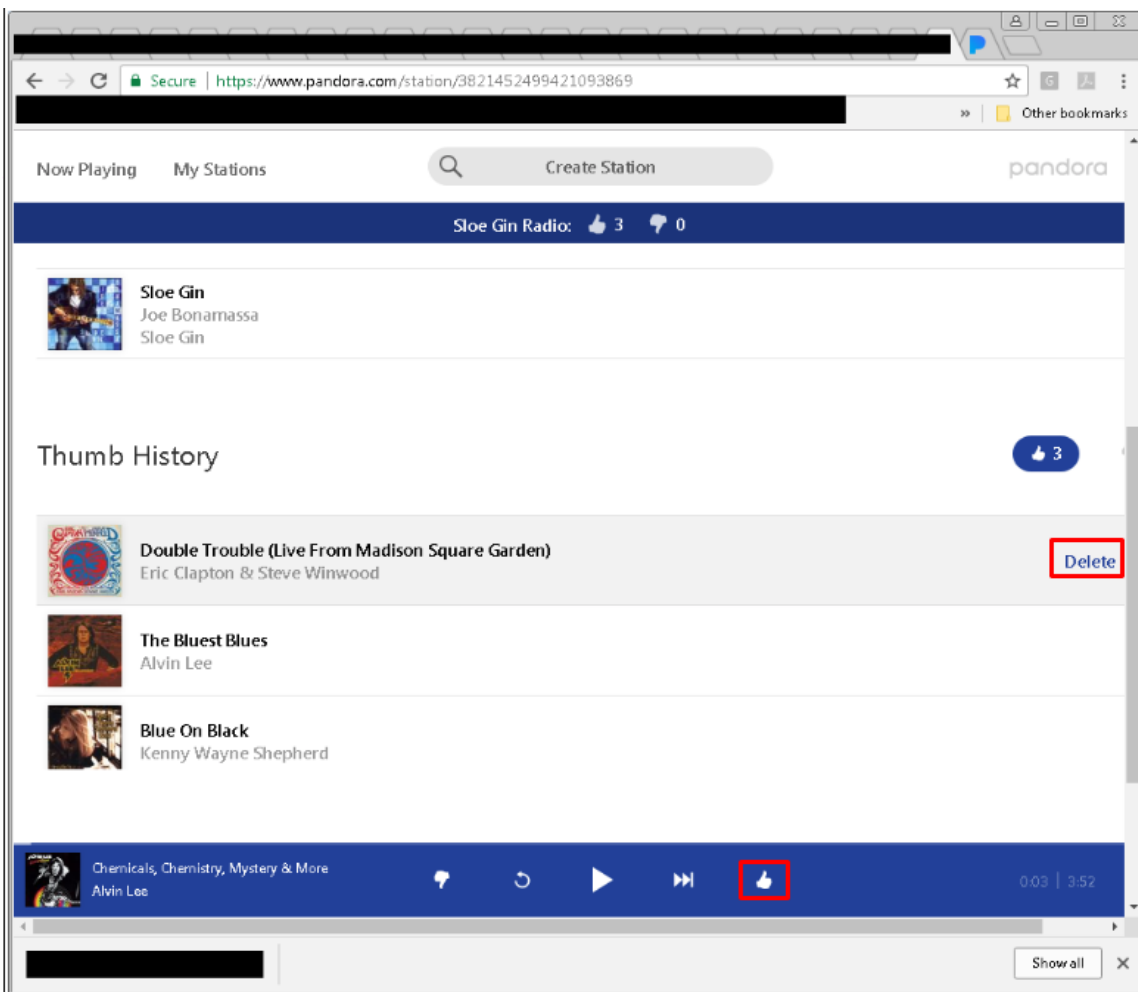 Secure | https://www.pandora.com/station/3821452499421093869
» Other bookmarks
Now Playing My Stations Create Station pandora
Sloe Gin Radio: 3 0
Sloe Gin
Joe Bonamassa
Sloe Gin
Thumb History 3
Double Trouble (Live From Madison Square Garden)
Eric Clapton & Steve Winwood
Delete
The Bluest Blues
Alvin Lee
Blue On Black
Kenny Wayne Shepherd
Chemicals, Chemistry, Mystery & More
Alvin Lee
0:03 | 3:52
Show all